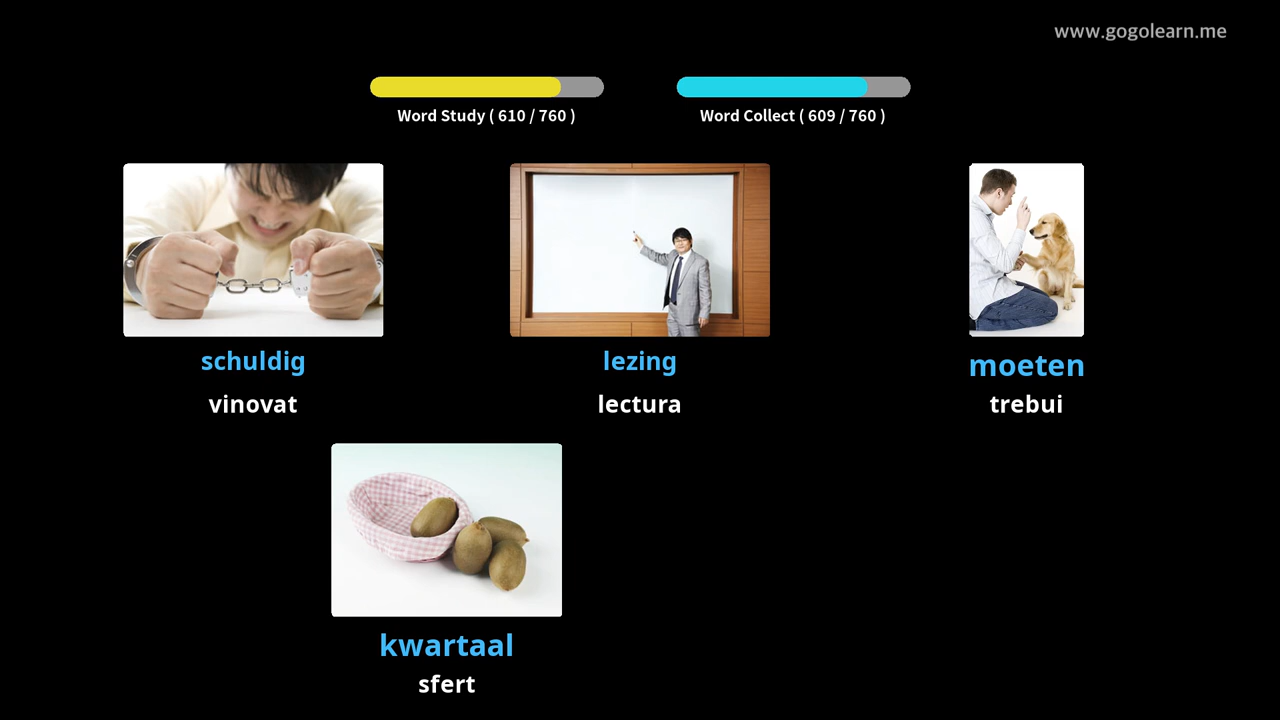 www.gogolearn.me
Word Study ( 610 / 760 )
Word Collect ( 609 / 760 )
schuldig
vinovat
lezing
lectura
moeten
trebui
kwartaal
sfert